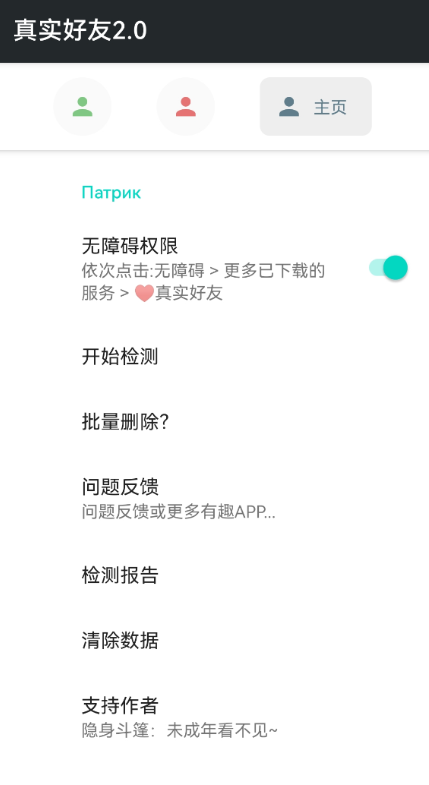 真实好友2.0
主页
Патрик
无障碍权限
依次点击:无障碍 > 更多已下载的
服务 > ❤️真实好友
开始检测
批量删除?
问题反馈
问题反馈或更多有趣APP...
检测报告
清除数据
支持作者
隐身斗篷：未成年看不见~